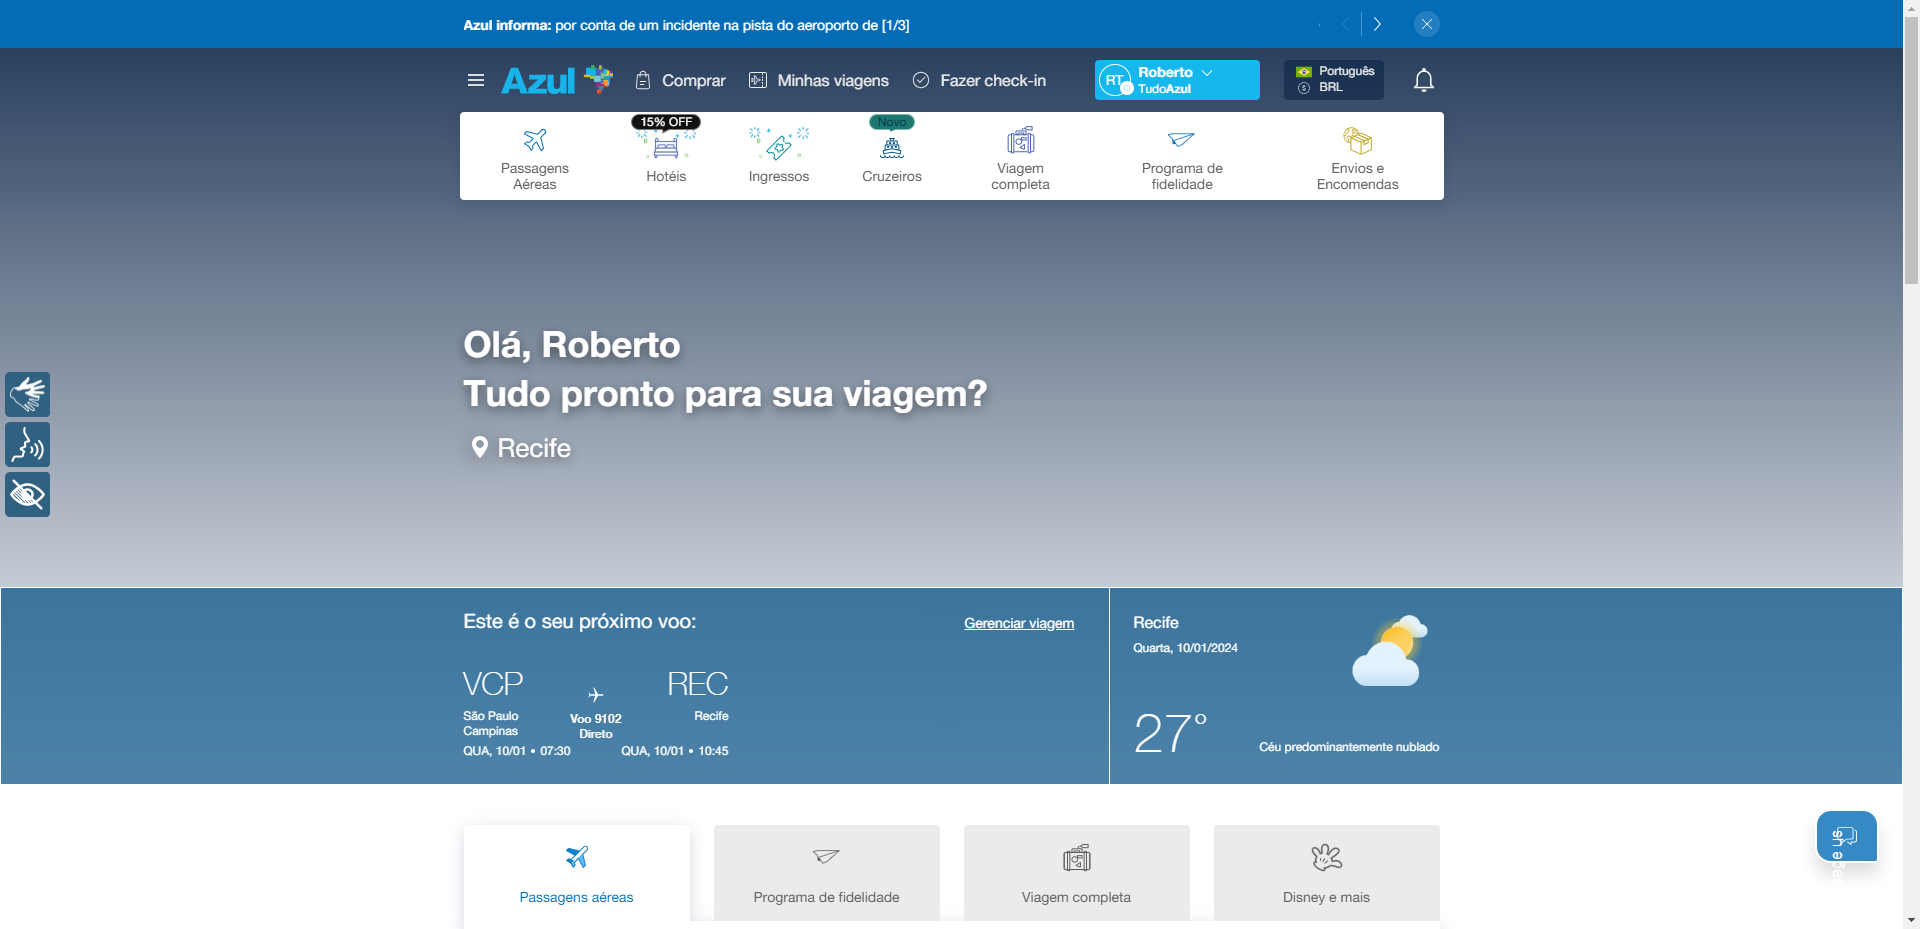 Azul informa: por conta de um incidente na pista do aeroporto de [1/3]
Azul
Comprar
Minhas viagens
Fazer check-in
RT
Roberto
TudoAzul
Português
BRL
Passagens
Aéreas
15% OFF
Hotéis
Ingressos
Novo
Cruzeiros
Viagem
completa
Programa de
fidelidade
Envios e
Encomendas
Olá, Roberto
Tudo pronto para sua viagem?
Recife
Este é o seu próximo voo:
Gerenciar viagem
VCP
REC
São Paulo
Campinas
Voo 9102
Direto
Recife
QUA, 10/01 • 07:30
QUA, 10/01 • 10:45
Recife
Quarta, 10/01/2024
27°
Céu predominantemente nublado
Passagens aéreas
Programa de fidelidade
Viagem completa
Disney e mais